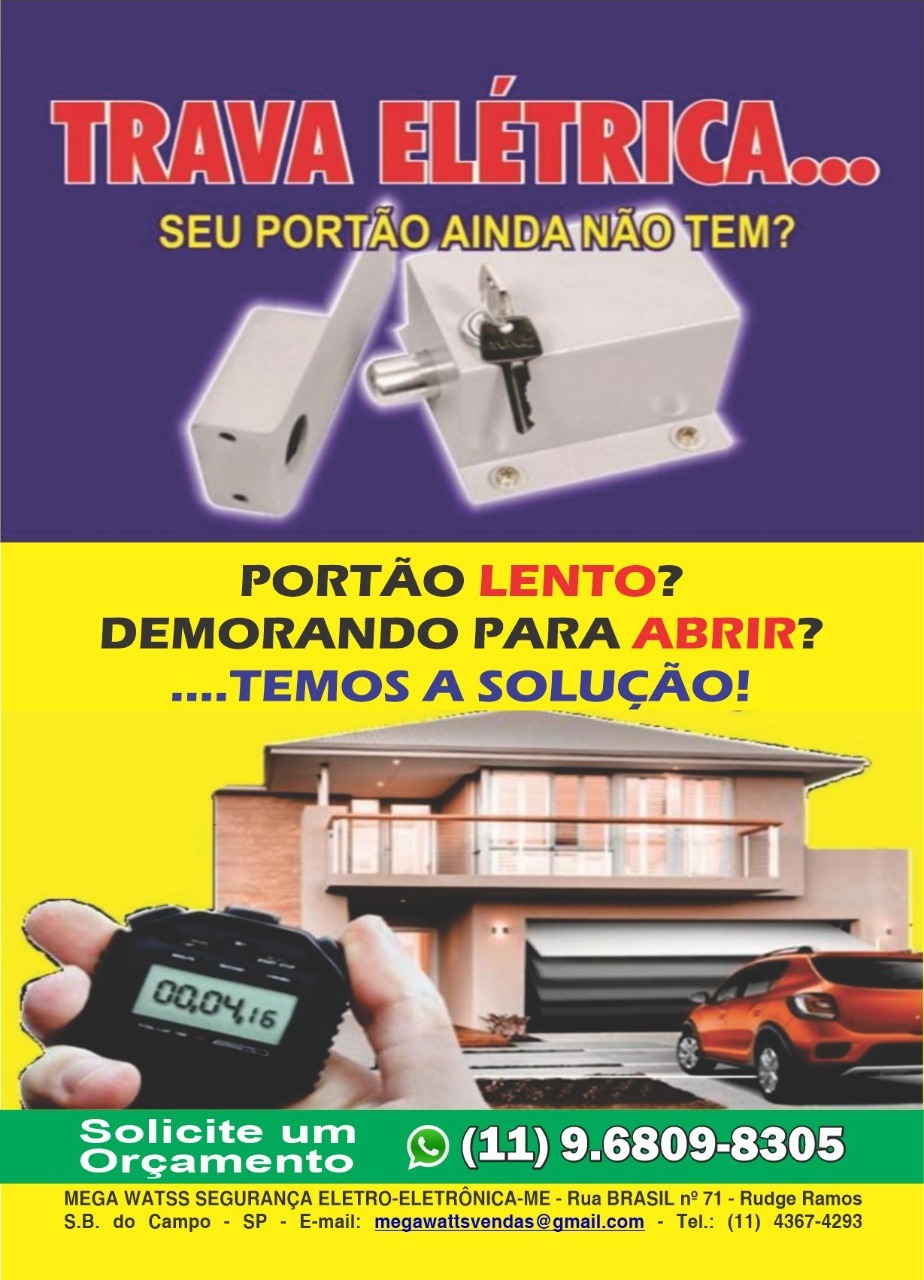 TRAVA ELÉTRICA...
SEU PORTÃO AINDA NÃO TEM?
PORTÃO LENTO?
DEMORANDO PARA ABRIR?
....TEMOS A SOLUÇÃO!
00,04,16
Solicite um
Orçamento
(11) 9.6809-8305
MEGA WATSS SEGURANÇA ELETRO-ELETRÔNICA-ME - Rua BRASIL nº 71 - Rudge Ramos
S.B. do Campo - SP - E-mail: megawattsvendas@gmail.com - Tel.: (11) 4367-4293